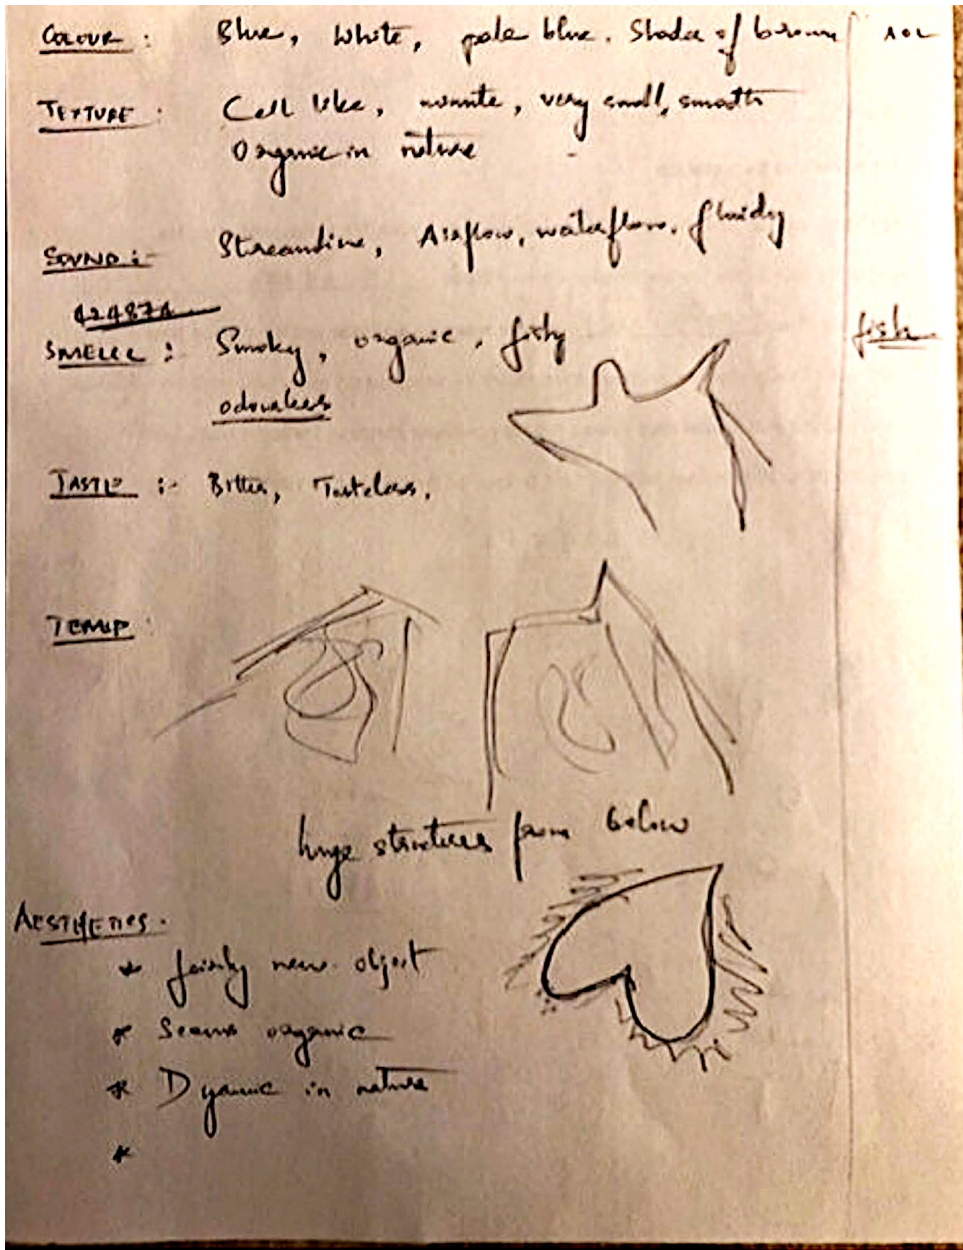 COLOUR : Blue, White, pale blue. Shades of brown AOL
TEXTURE : Cell like, minute, very small, smooth
Organic in nature
SOUND :- Streamline, Airflow, waterflow, fluidy
42487A
SMELL : Smoky, organic, fishy fish
odourless
TASTE :- Bitter, Tasteless,
TEMP :
huge structures from below
AESTHETICS.
* fairly new object
* Seems organic
* Dyamic in nature
*